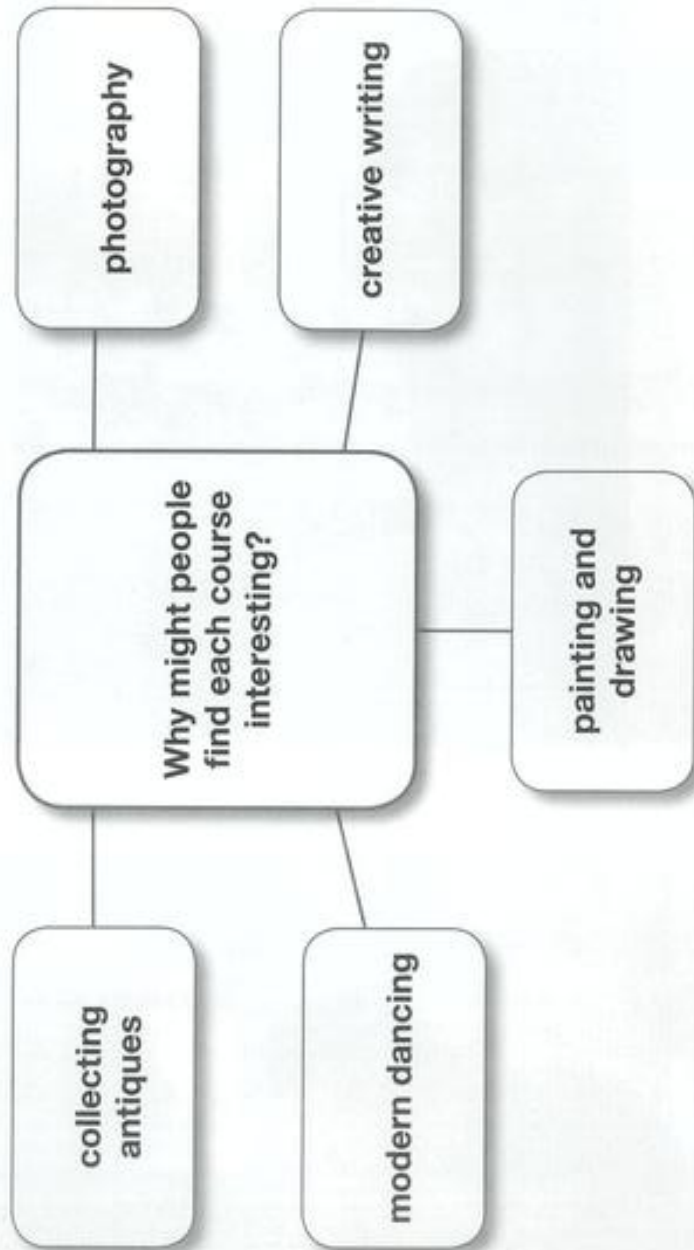 collecting
antiques
photography
Why might people
find each course
interesting?
modern dancing
creative writing
painting and
drawing